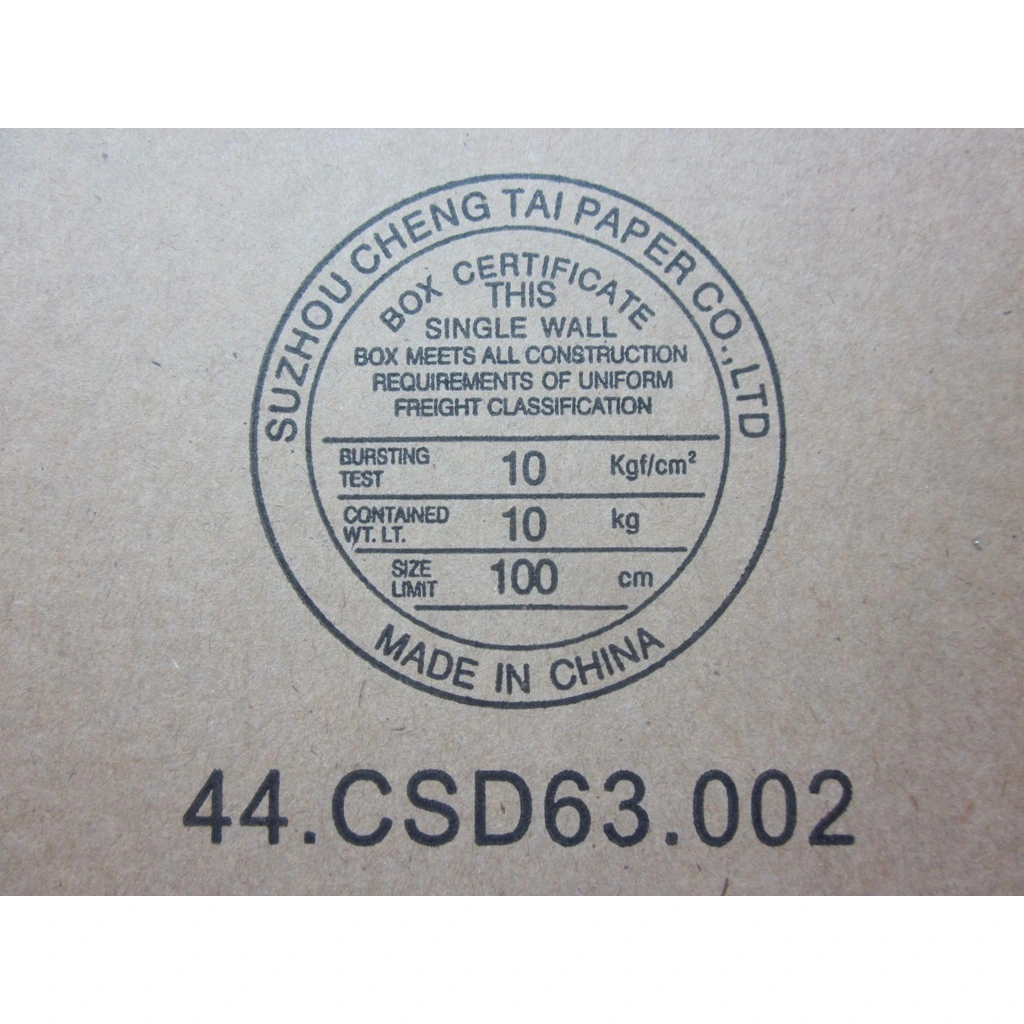 SUZHOU CHENG TAI PAPER CO.,LTD
BOX CERTIFICATE
THIS
SINGLE WALL
BOX MEETS ALL CONSTRUCTION
REQUIREMENTS OF UNIFORM
FREIGHT CLASSIFICATION
BURSTING TEST 10 Kgf/cm²
CONTAINED WT. LT. 10 kg
SIZE LIMIT 100 cm
MADE IN CHINA
44.CSD63.002